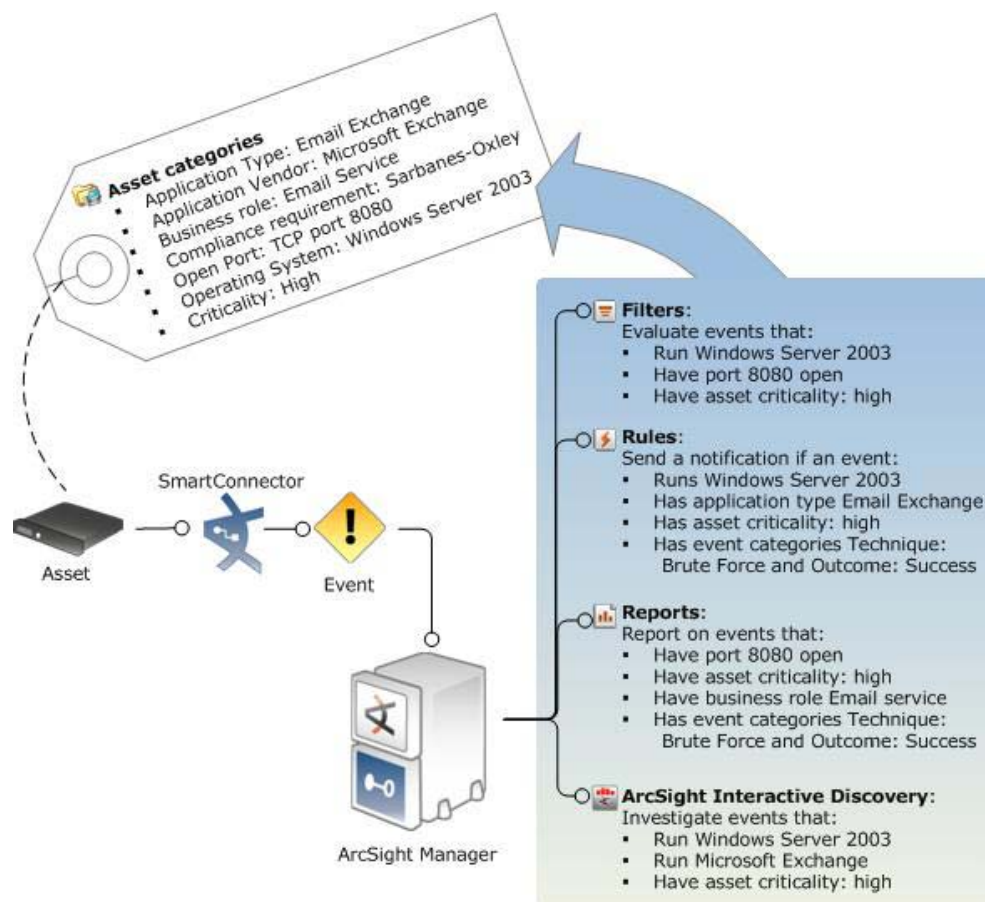 Asset categories
▪ Application Type: Email Exchange
▪ Application Vendor: Microsoft Exchange
▪ Business role: Email Service
▪ Compliance requirement: Sarbanes-Oxley
▪ Open Port: TCP port 8080
▪ Operating System: Windows Server 2003
▪ Criticality: High
Filters:
Evaluate events that:
▪ Run Windows Server 2003
▪ Have port 8080 open
▪ Have asset criticality: high
Rules:
Send a notification if an event:
▪ Runs Windows Server 2003
▪ Has application type Email Exchange
▪ Has asset criticality: high
▪ Has event categories Technique:
Brute Force and Outcome: Success
SmartConnector
Asset
Event
Reports:
Report on events that:
▪ Have port 8080 open
▪ Have asset criticality: high
▪ Have business role Email service
▪ Has event categories Technique:
Brute Force and Outcome: Success
ArcSight Manager
ArcSight Interactive Discovery:
Investigate events that:
▪ Run Windows Server 2003
▪ Run Microsoft Exchange
▪ Have asset criticality: high